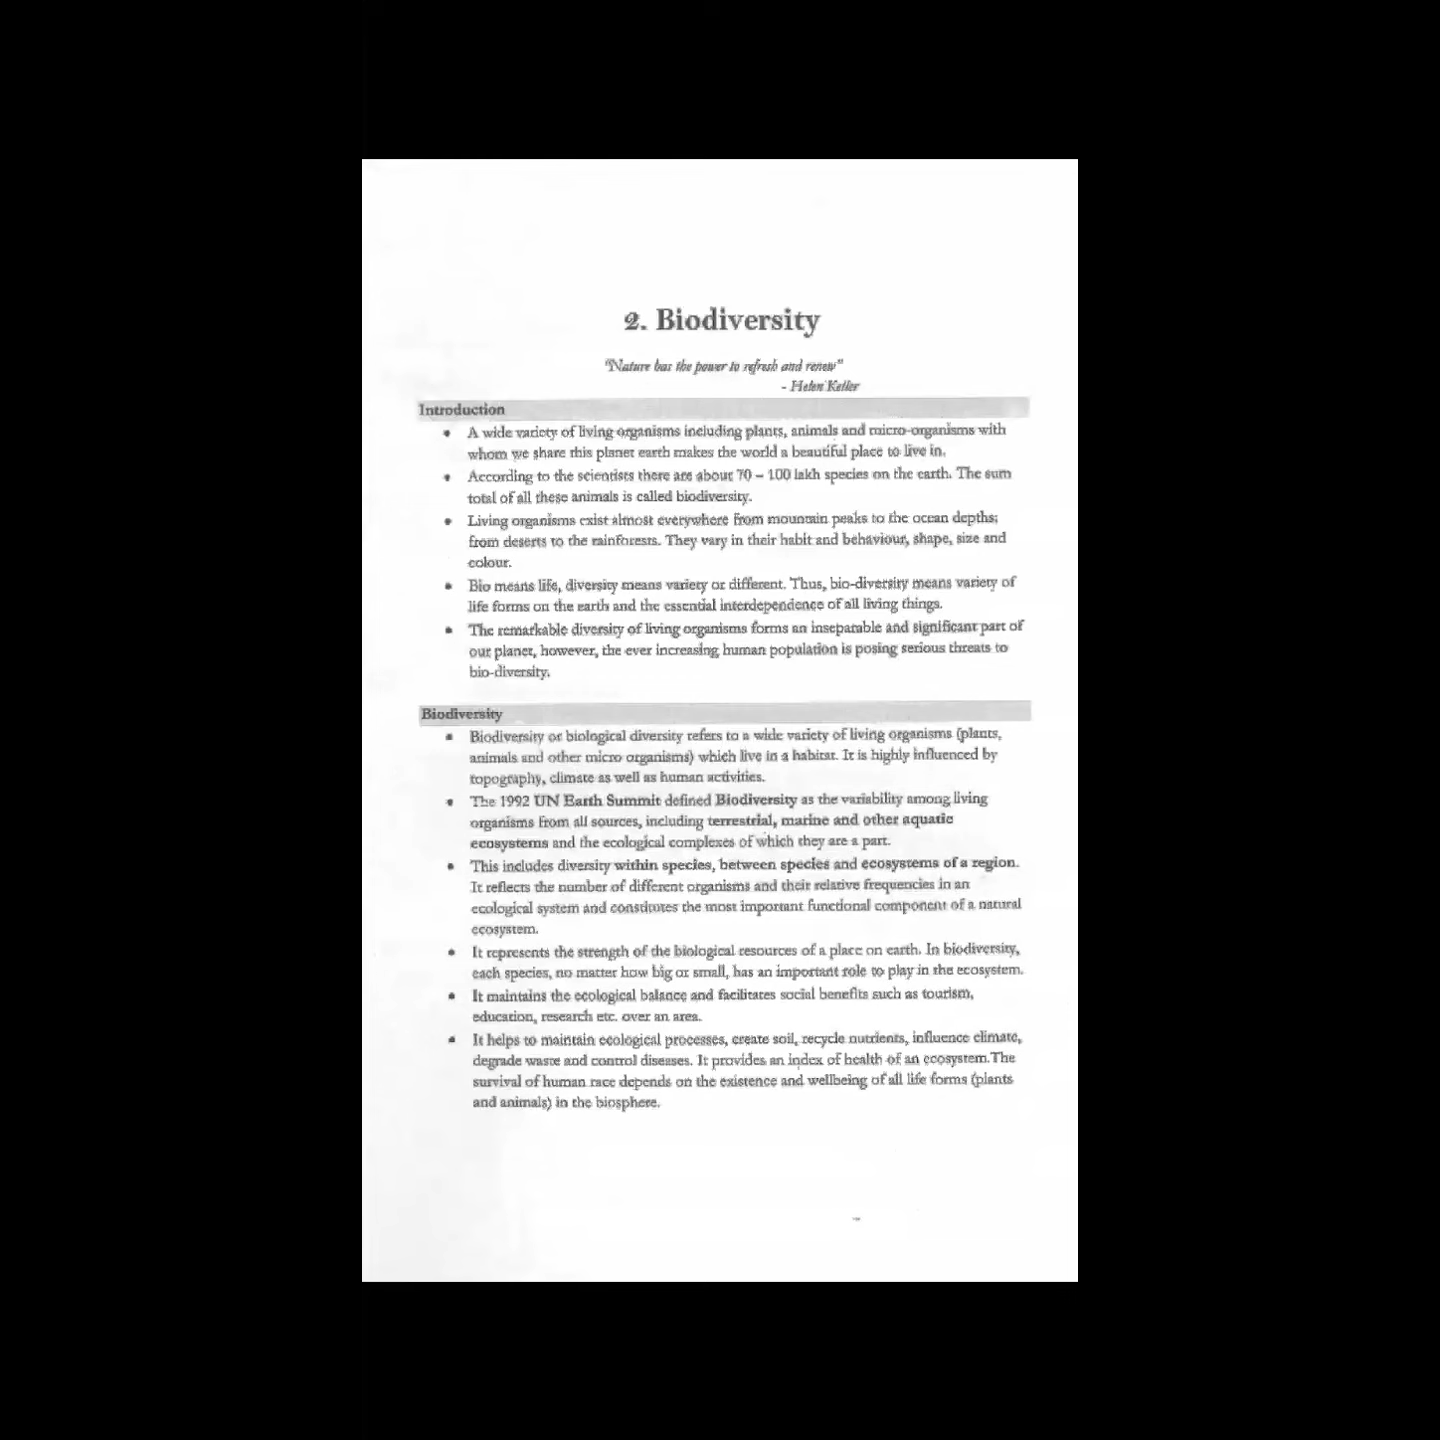 2. Biodiversity
"Nature has the power to refresh and renew"
- Helen Keller
Introduction
• A wide variety of living organisms including plants, animals and micro-organisms with
whom we share this planet earth makes the world a beautiful place to live in.
• According to the scientists there are about 70 – 100 lakh species on the earth. The sum
total of all these animals is called biodiversity.
• Living organisms exist almost everywhere from mountain peaks to the ocean depths;
from deserts to the rainforests. They vary in their habit and behaviour, shape, size and
colour.
• Bio means life, diversity means variety or different. Thus, bio-diversity means variety of
life forms on the earth and the essential interdependence of all living things.
• The remarkable diversity of living organisms forms an inseparable and significant part of
our planet, however, the ever increasing human population is posing serious threats to
bio-diversity.
Biodiversity
• Biodiversity or biological diversity refers to a wide variety of living organisms (plants,
animals and other micro organisms) which live in a habitat. It is highly influenced by
topography, climate as well as human activities.
• The 1992 UN Earth Summit defined Biodiversity as the variability among living
organisms from all sources, including terrestrial, marine and other aquatic
ecosystems and the ecological complexes of which they are a part.
• This includes diversity within species, between species and ecosystems of a region.
It reflects the number of different organisms and their relative frequencies in an
ecological system and constitutes the most important functional component of a natural
ecosystem.
• It represents the strength of the biological resources of a place on earth. In biodiversity,
each species, no matter how big or small, has an important role to play in the ecosystem.
• It maintains the ecological balance and facilitates social benefits such as tourism,
education, research etc. over an area.
• It helps to maintain ecological processes, create soil, recycle nutrients, influence climate,
degrade waste and control diseases. It provides an index of health of an ecosystem.The
survival of human race depends on the existence and wellbeing of all life forms (plants
and animals) in the biosphere.